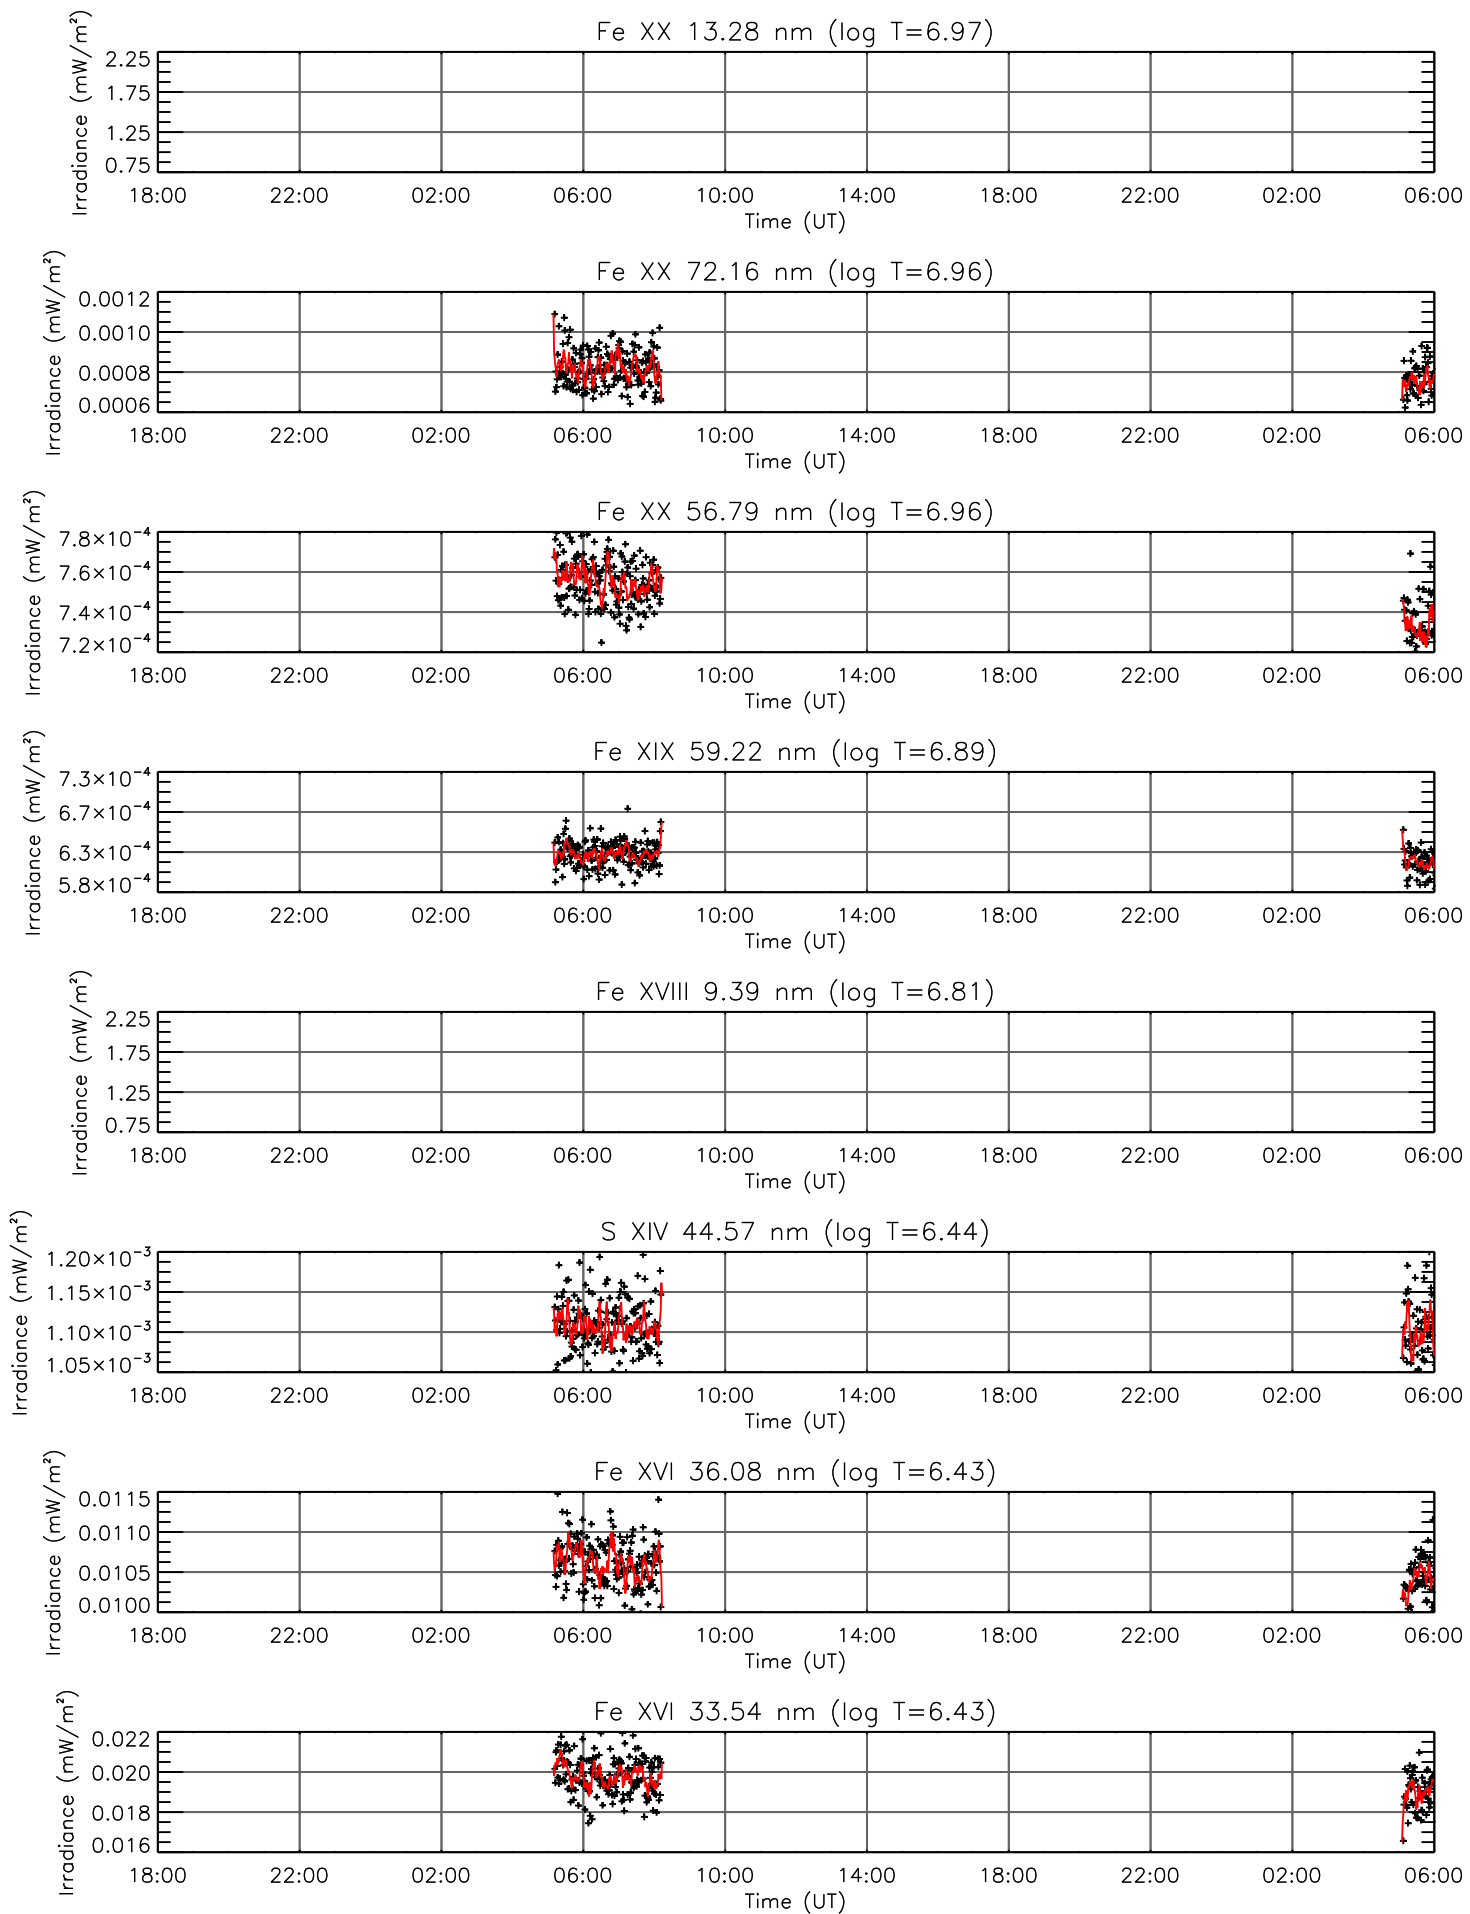 Fe XX 13.28 nm (log T=6.97)
Irradiance (mW/m²)
2.25
1.75
1.25
0.75
18:00 22:00 02:00 06:00 10:00 14:00 18:00 22:00 02:00 06:00
Time (UT)
Fe XX 72.16 nm (log T=6.96)
Irradiance (mW/m²)
0.0012
0.0010
0.0008
0.0006
18:00 22:00 02:00 06:00 10:00 14:00 18:00 22:00 02:00 06:00
Time (UT)
Fe XX 56.79 nm (log T=6.96)
Irradiance (mW/m²)
7.8×10⁻⁴
7.6×10⁻⁴
7.4×10⁻⁴
7.2×10⁻⁴
18:00 22:00 02:00 06:00 10:00 14:00 18:00 22:00 02:00 06:00
Time (UT)
Fe XIX 59.22 nm (log T=6.89)
Irradiance (mW/m²)
7.3×10⁻⁴
6.7×10⁻⁴
6.3×10⁻⁴
5.8×10⁻⁴
18:00 22:00 02:00 06:00 10:00 14:00 18:00 22:00 02:00 06:00
Time (UT)
Fe XVIII 9.39 nm (log T=6.81)
Irradiance (mW/m²)
2.25
1.75
1.25
0.75
18:00 22:00 02:00 06:00 10:00 14:00 18:00 22:00 02:00 06:00
Time (UT)
S XIV 44.57 nm (log T=6.44)
Irradiance (mW/m²)
1.20×10⁻³
1.15×10⁻³
1.10×10⁻³
1.05×10⁻³
18:00 22:00 02:00 06:00 10:00 14:00 18:00 22:00 02:00 06:00
Time (UT)
Fe XVI 36.08 nm (log T=6.43)
Irradiance (mW/m²)
0.0115
0.0110
0.0105
0.0100
18:00 22:00 02:00 06:00 10:00 14:00 18:00 22:00 02:00 06:00
Time (UT)
Fe XVI 33.54 nm (log T=6.43)
Irradiance (mW/m²)
0.022
0.020
0.018
0.016
18:00 22:00 02:00 06:00 10:00 14:00 18:00 22:00 02:00 06:00
Time (UT)